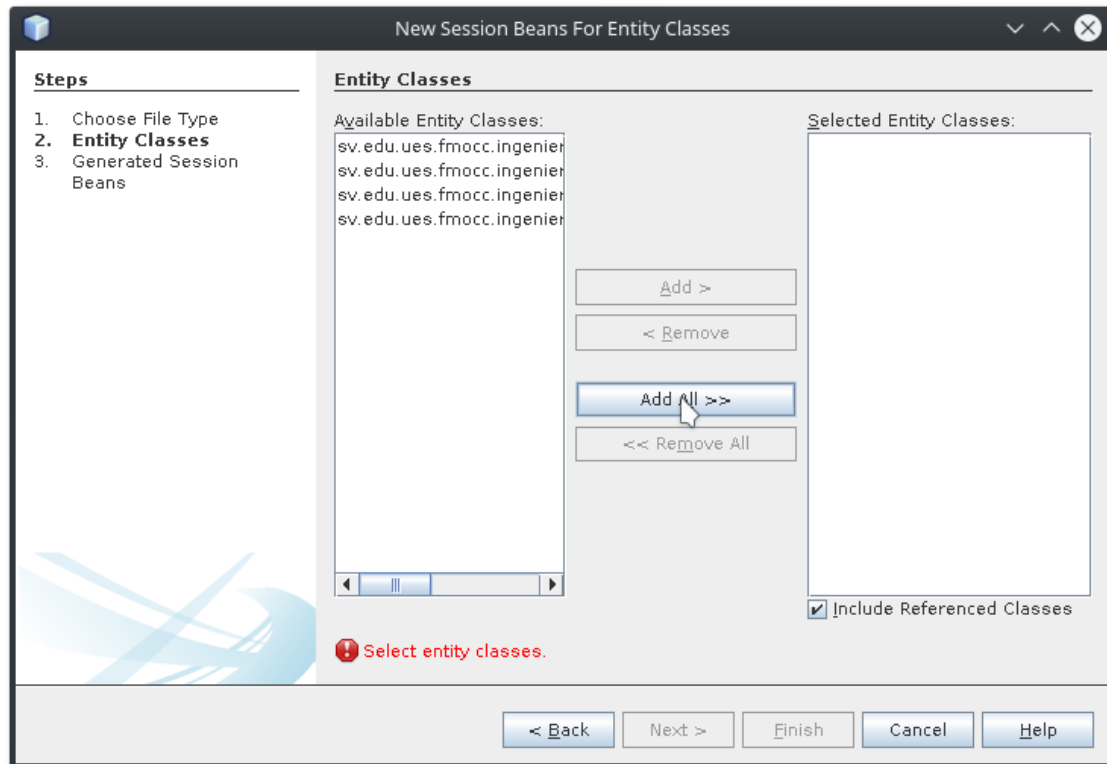 New Session Beans For Entity Classes
Steps
1. Choose File Type
2. Entity Classes
3. Generated Session
Beans
Entity Classes
Available Entity Classes:
sv.edu.ues.fmocc.ingenier
sv.edu.ues.fmocc.ingenier
sv.edu.ues.fmocc.ingenier
sv.edu.ues.fmocc.ingenier
Add >
< Remove
Add All >>
<< Remove All
Selected Entity Classes:
Include Referenced Classes
Select entity classes.
< Back
Next >
Finish
Cancel
Help